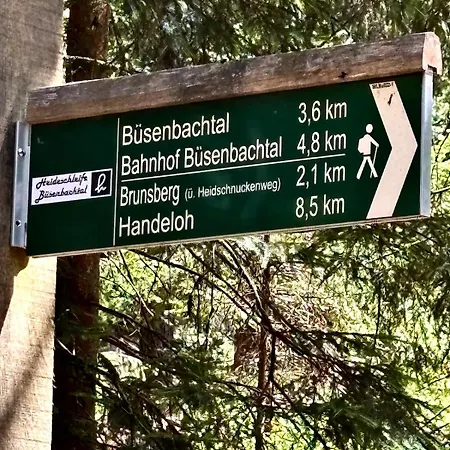 Heideschleife
Büsenbachtal
Büsenbachtal 3,6 km
Bahnhof Büsenbachtal 4,8 km
Brunsberg (ü. Heidschnuckenweg) 2,1 km
Handeloh 8,5 km